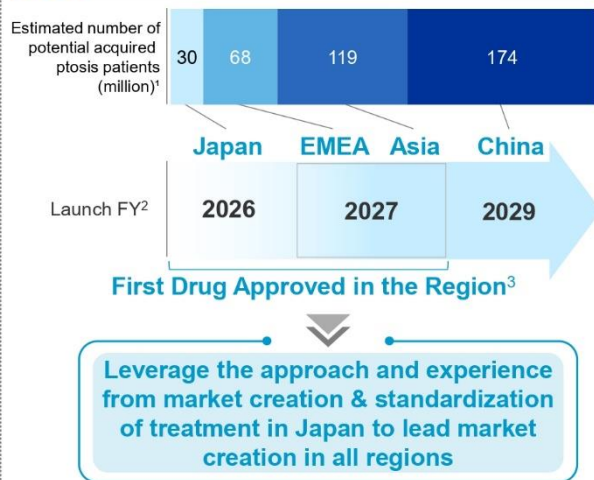 Estimated number of
potential acquired
ptosis patients
(million)¹
30 68 119 174
Japan EMEA Asia China
Launch FY² 2026 2027 2029
First Drug Approved in the Region³
Leverage the approach and experience
from market creation & standardization
of treatment in Japan to lead market
creation in all regions